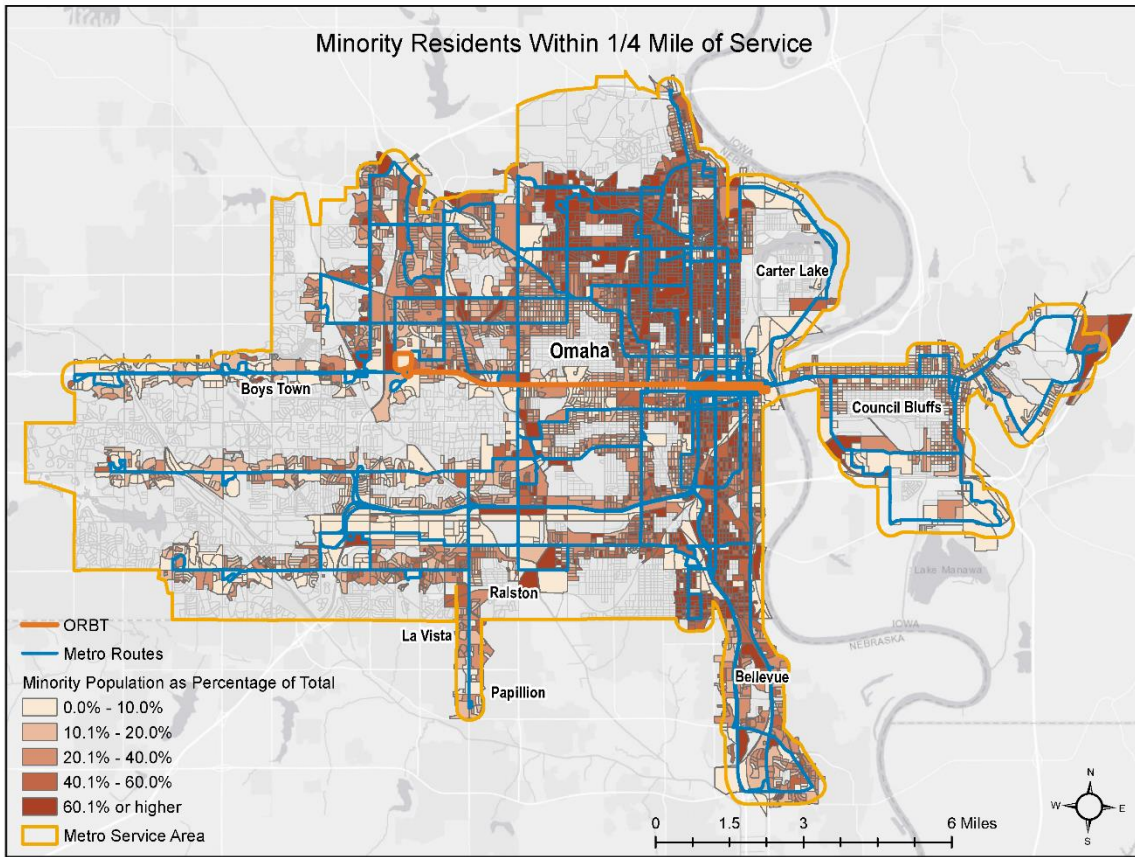 Minority Residents Within 1/4 Mile of Service
IOWA
NEBRASKA
Carter Lake
Omaha
Boys Town
Council Bluffs
Lake Manawa
Ralston
La Vista
IOWA
NEBRASKA
Bellevue
Papillion
ORBT
Metro Routes
Minority Population as Percentage of Total
0.0% - 10.0%
10.1% - 20.0%
20.1% - 40.0%
40.1% - 60.0%
60.1% or higher
Metro Service Area
0 1.5 3 6 Miles
N
W E
S